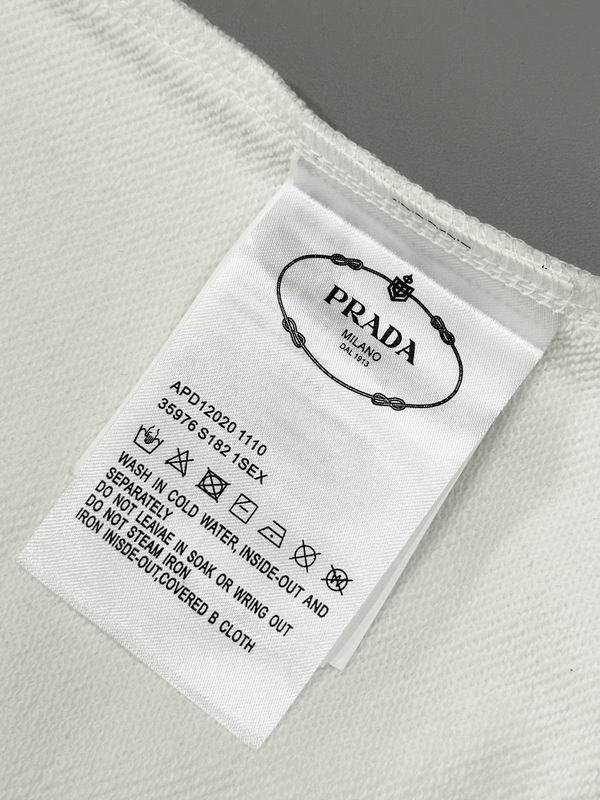 PRADA
MILANO
DAL 1913
APD12020 1110
35976 S182 1SEX
WASH IN COLD WATER, INSIDE-OUT AND
SEPARATELY
DO NOT LEAVAE IN SOAK OR WRING OUT
DO NOT STEAM IRON
IRON INISDE-OUT,COVERED B CLOTH